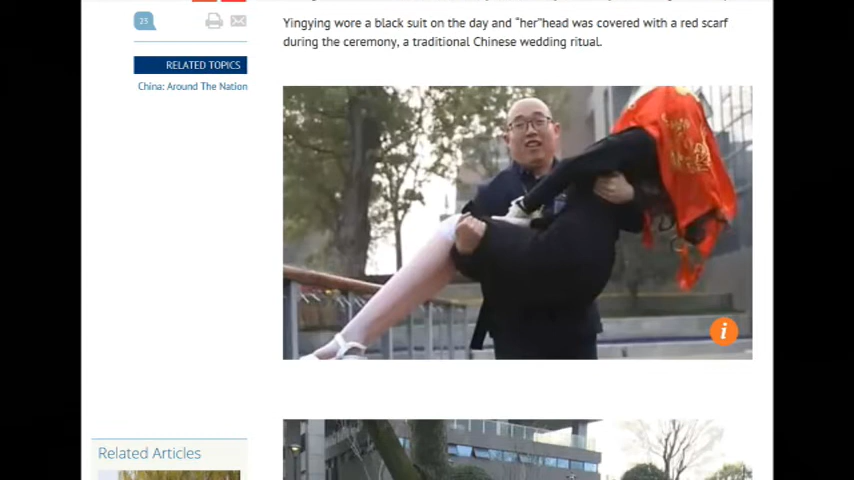 Yingying wore a black suit on the day and "her"head was covered with a red scarf
during the ceremony, a traditional Chinese wedding ritual.
23
RELATED TOPICS
China: Around The Nation
i
Related Articles